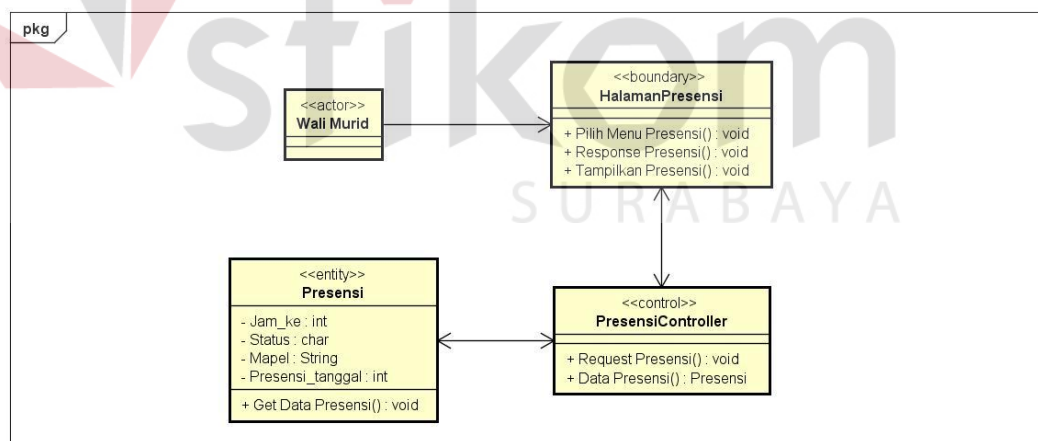 pkg
stikom
SURABAYA
<<actor>>
Wali Murid
<<boundary>>
HalamanPresensi
+ Pilih Menu Presensi() : void
+ Response Presensi() : void
+ Tampilkan Presensi() : void
<<entity>>
Presensi
- Jam_ke : int
- Status : char
- Mapel : String
- Presensi_tanggal : int
+ Get Data Presensi() : void
<<control>>
PresensiController
+ Request Presensi() : void
+ Data Presensi() : Presensi